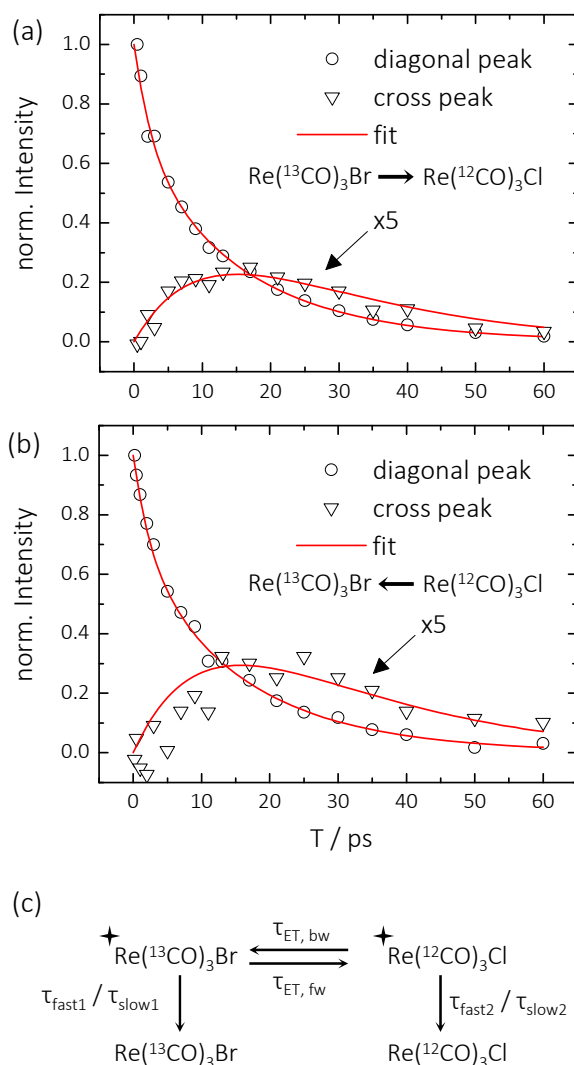 (a)
1.0
0.8
0.6
0.4
0.2
0.0
norm. Intensity
diagonal peak
cross peak
fit
Re(¹³CO)₃Br → Re(¹²CO)₃Cl
x5
0 10 20 30 40 50 60
(b)
1.0
0.8
0.6
0.4
0.2
0.0
norm. Intensity
diagonal peak
cross peak
fit
Re(¹³CO)₃Br ← Re(¹²CO)₃Cl
x5
0 10 20 30 40 50 60
T / ps
(c)
τET, bw
Re(¹³CO)₃Br Re(¹²CO)₃Cl
τET, fw
τfast1 / τslow1 τfast2 / τslow2
Re(¹³CO)₃Br Re(¹²CO)₃Cl